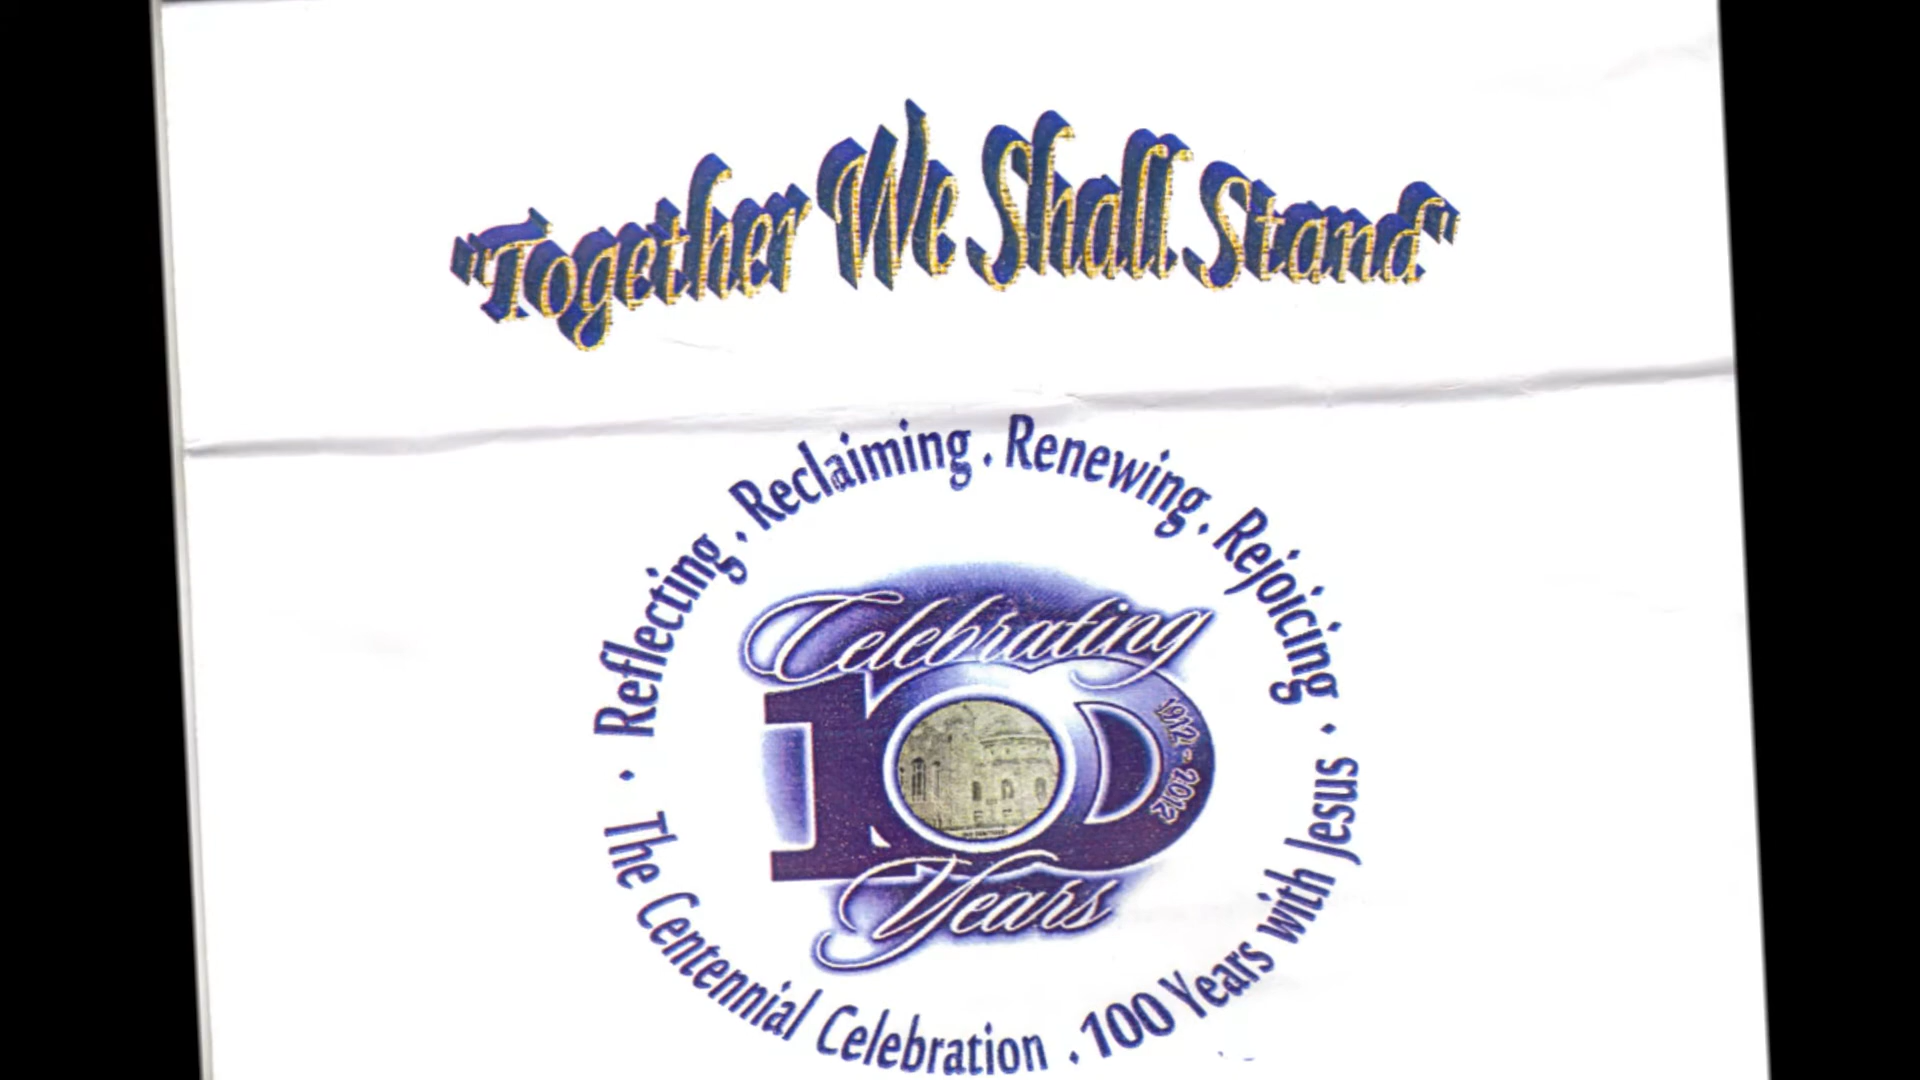 "Together We Shall Stand"
· Reflecting . Reclaiming . Renewing . Rejoicing ·
Celebrating
100
1912 - 2012
Years
The Centennial Celebration . 100 Years with Jesus